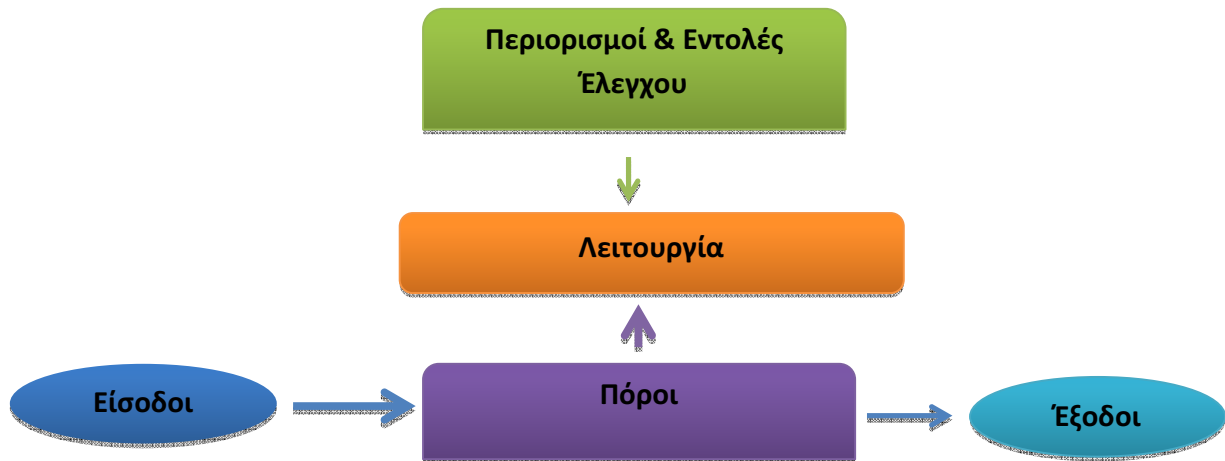 Περιορισμοί & Εντολές
Έλεγχου
Λειτουργία
Είσοδοι
Πόροι
Έξοδοι